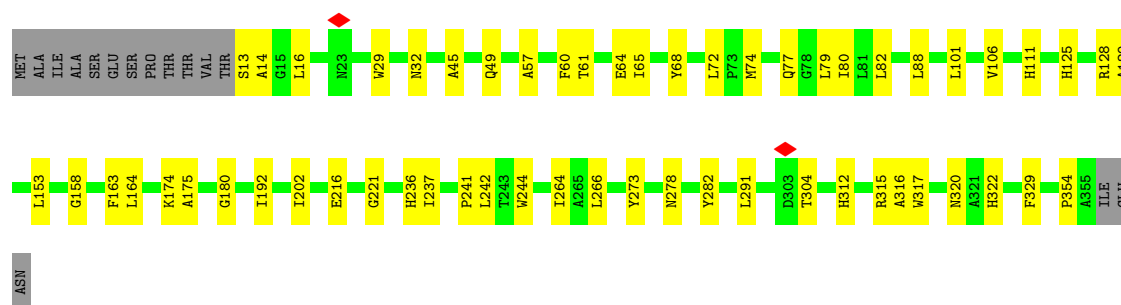 MET ALA ILE ALA SER GLU SER PRO THR THR VAL THR S13 A14 G15 L16 N23 W29 N32 A45 Q49 A57 F60 T61 E64 I65 Y68 L72 P73 M74 Q77 G78 L79 I80 L81 L82 L88 L101 V106 H111 H125 R128
L153 G158 F163 L164 K174 A175 G180 I192 I202 E216 G221 H236 I237 P241 L242 T243 W244 I264 A265 L266 Y273 N278 Y282 L291 D303 T304 H312 R315 A316 W317 N320 A321 H322 F329 P354 A355 ILE
ASN